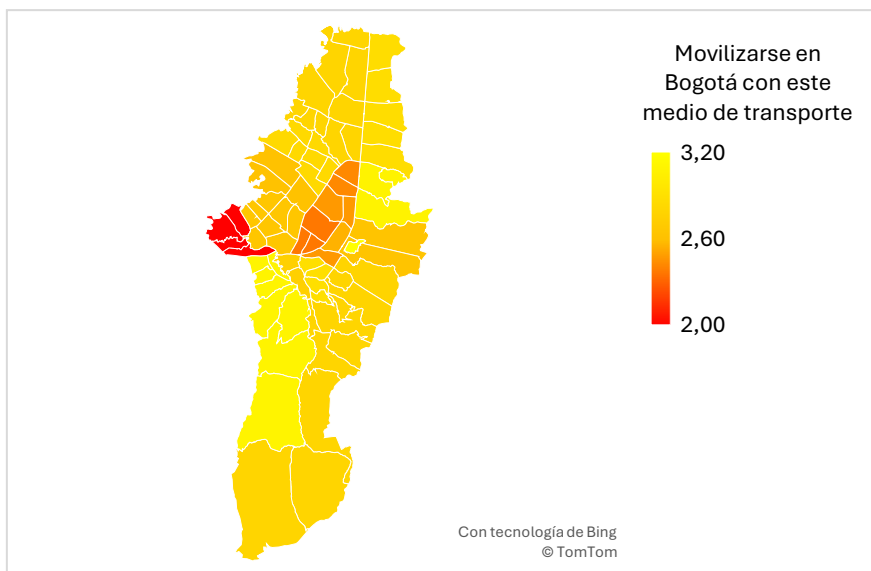 Movilizarse en
Bogotá con este
medio de transporte
3,20
2,60
2,00
Con tecnología de Bing
© TomTom